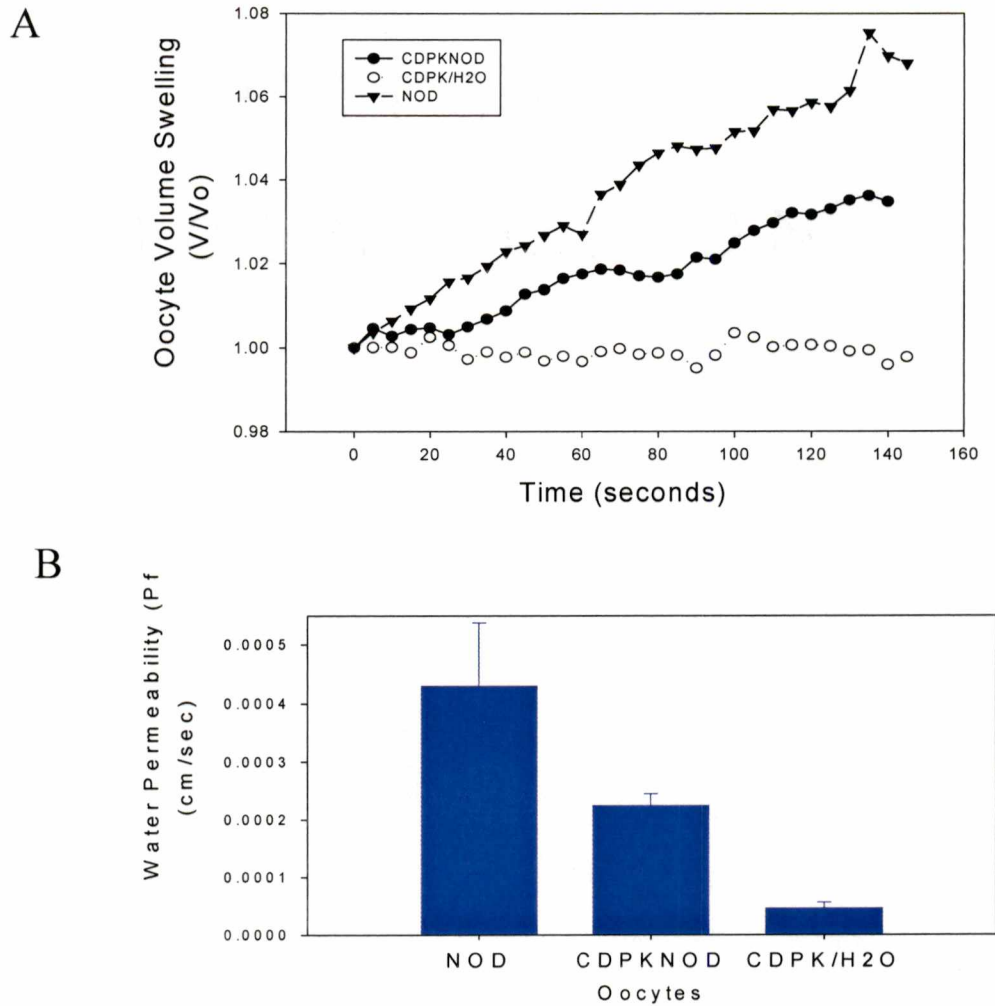 A
Oocyte Volume Swelling
(V/Vo)
1.08
1.06
1.04
1.02
1.00
0.98
CDPKNOD
CDPK/H2O
NOD
0 20 40 60 80 100 120 140 160
Time (seconds)
B
Water Permeability (Pf
(cm/sec)
0.0005
0.0004
0.0003
0.0002
0.0001
0.0000
NOD CDPKNOD CDPK/H2O
Oocytes